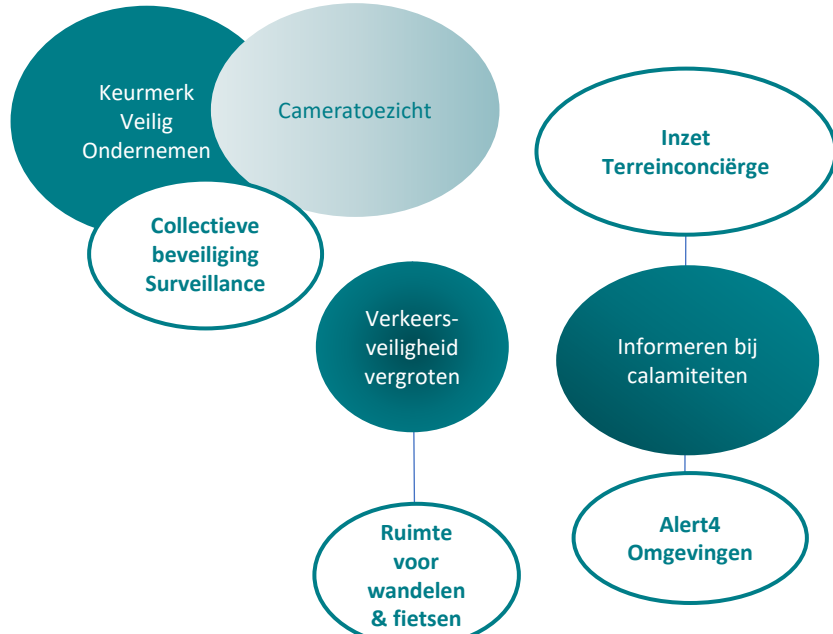 Keurmerk
Veilig
Ondernemen
Cameratoezicht
Collectieve
beveiliging
Surveillance
Inzet
Terreinconciërge
Verkeers-
veiligheid
vergroten
Informeren bij
calamiteiten
Ruimte
voor
wandelen
& fietsen
Alert4
Omgevingen